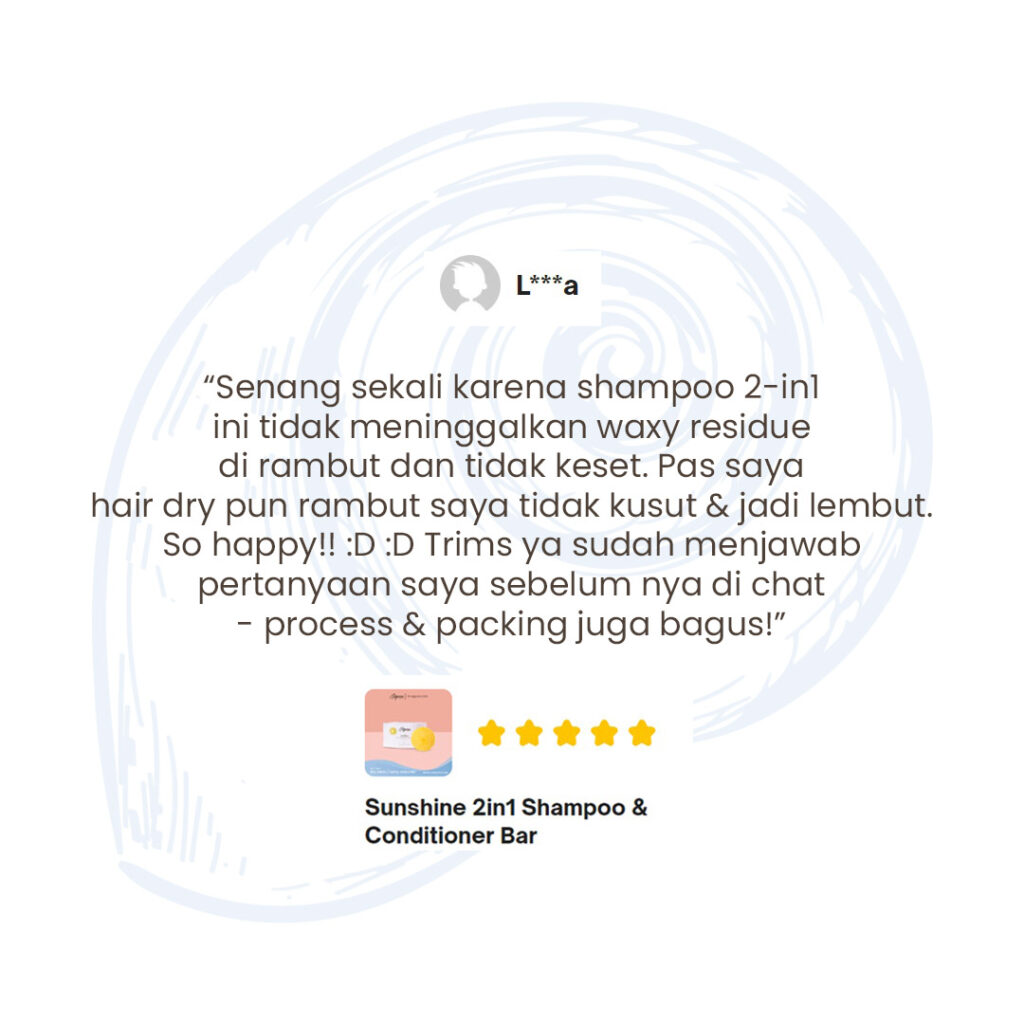 L***a
“Senang sekali karena shampoo 2-in1
ini tidak meninggalkan waxy residue
di rambut dan tidak keset. Pas saya
hair dry pun rambut saya tidak kusut & jadi lembut.
So happy!! :D :D Trims ya sudah menjawab
pertanyaan saya sebelum nya di chat
- process & packing juga bagus!”
Sunshine 2in1 Shampoo &
Conditioner Bar